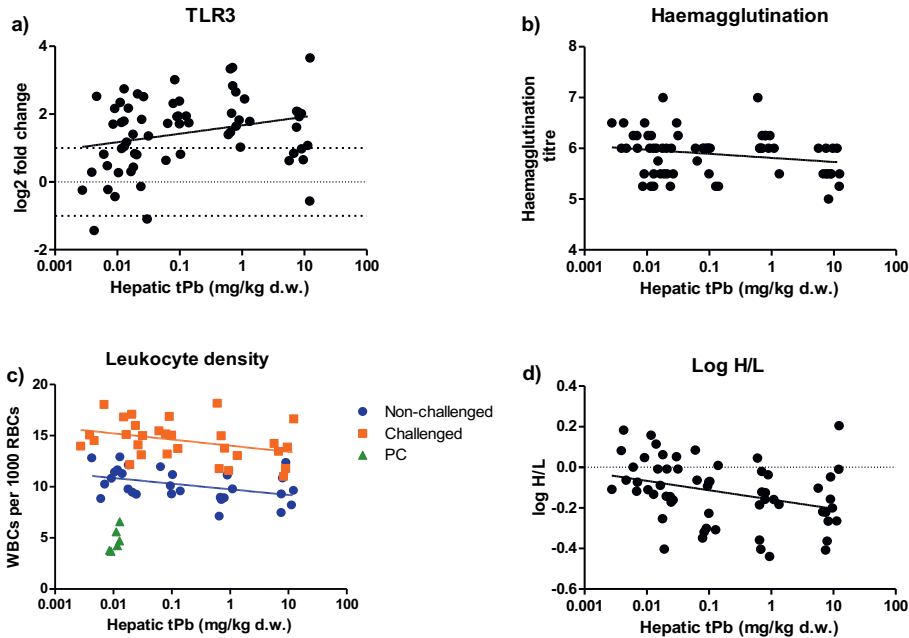 a)
TLR3
4
2
0
-2
log2 fold change
0.001 0.01 0.1 1 10 100
Hepatic tPb (mg/kg d.w.)
b)
Haemagglutination
8
7
6
5
4
Haemagglutination
titre
0.001 0.01 0.1 1 10 100
Hepatic tPb (mg/kg d.w.)
c)
Leukocyte density
20
15
10
5
0
WBCs per 1000 RBCs
0.001 0.01 0.1 1 10 100
Hepatic tPb (mg/kg d.w.)
Non-challenged
Challenged
PC
d)
Log H/L
0.4
0.2
0.0
-0.2
-0.4
-0.6
log H/L
0.001 0.01 0.1 1 10 100
Hepatic tPb (mg/kg d.w.)